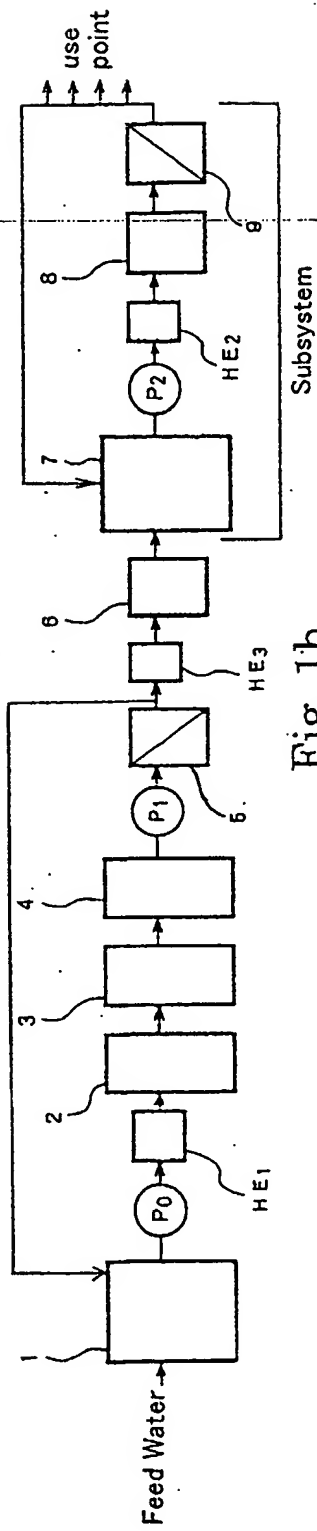 Feed Water
1
P0
HE1
2
3
4
P1
5.
HE3
6
7
P2
HE2
8
9
use
point
Subsystem
Fig. 1b